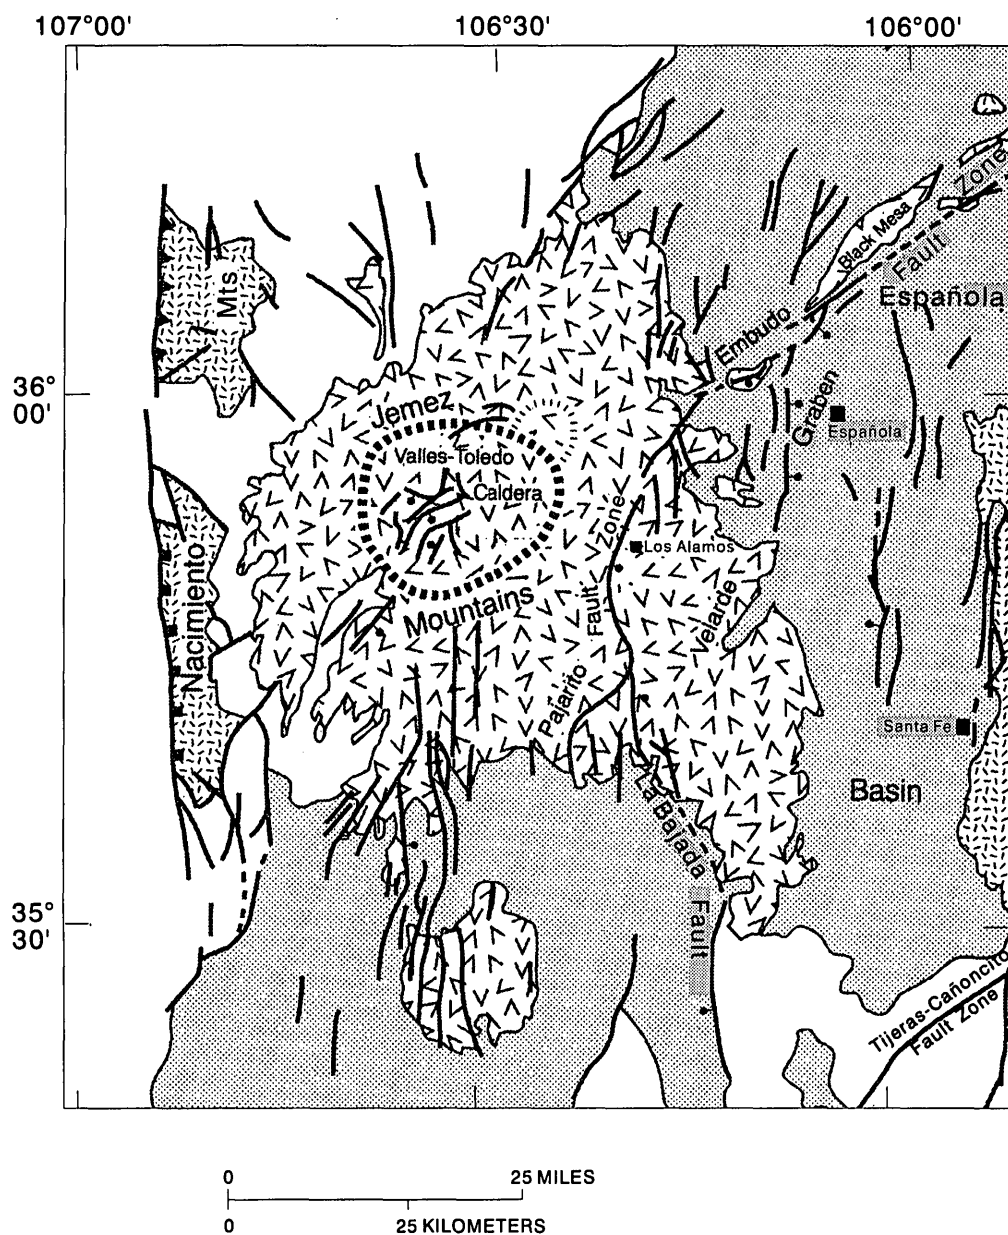 107°00' 106°30' 106°00'
Zone
Black Mesa
Fault
Mts
Española
Embudo
36°
00'
Jemez
Graben
Española
Valles-Toledo
Caldera
Zone
Los Alamos
Nacimiento
Mountains
Fault
Velarde
Pajarito
Santa Fe
Basin
La Bajada
Fault
35°
30'
Tijeras-Cañoncito
Fault Zone
0 25 MILES
0 25 KILOMETERS